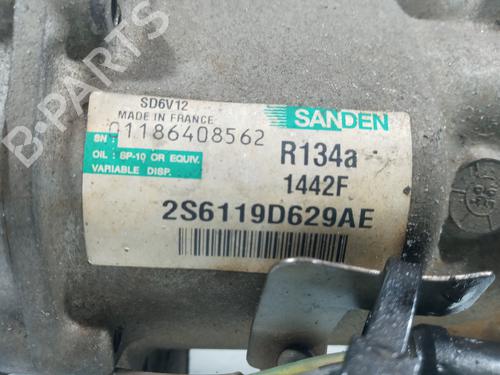 SD6V12
MADE IN FRANCE
SANDEN
SN : 01186408562
OIL : SP-10 OR EQUIV.
VARIABLE DISP.
R134a
1442F
2S6119D629AE
B-PARTS